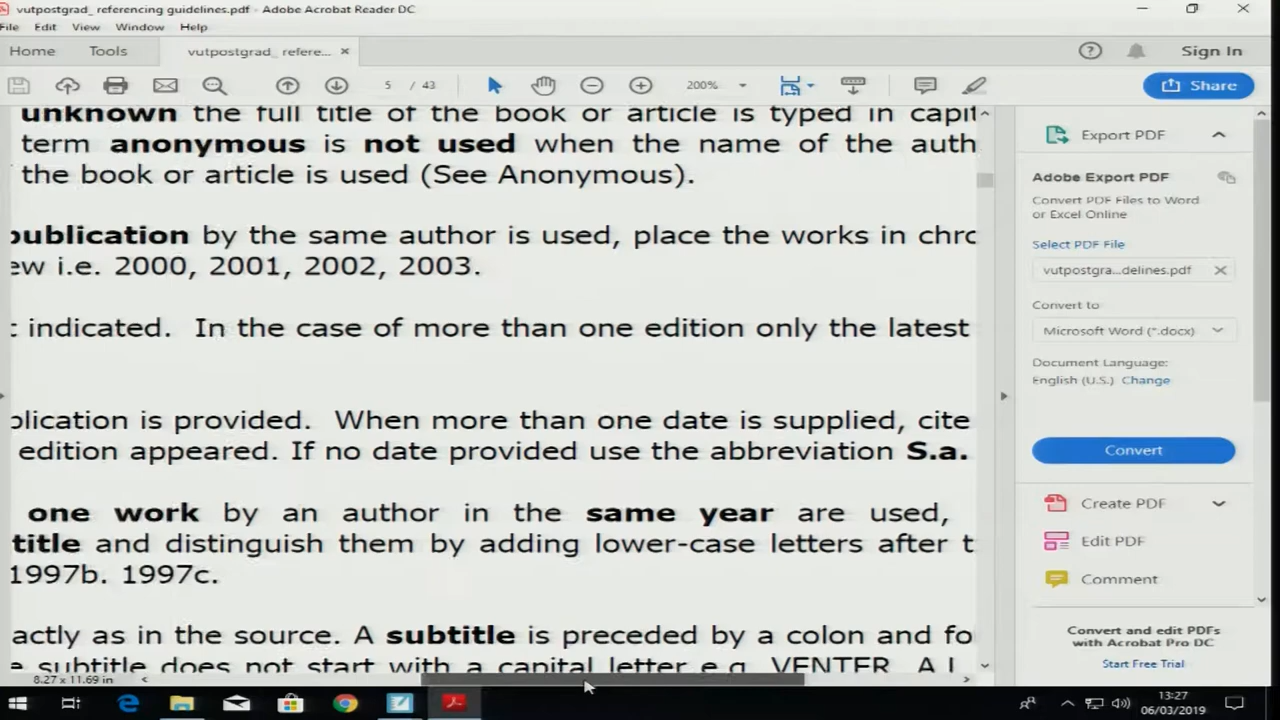 vutpostgrad_ referencing guidelines.pdf - Adobe Acrobat Reader DC
File Edit View Window Help
Home Tools vutpostgrad_ refere... ×
Sign In
5 / 43 200% Share
unknown the full title of the book or article is typed in capit
term anonymous is not used when the name of the auth
the book or article is used (See Anonymous).
publication by the same author is used, place the works in chro
ew i.e. 2000, 2001, 2002, 2003.
t indicated. In the case of more than one edition only the latest
plication is provided. When more than one date is supplied, cite
edition appeared. If no date provided use the abbreviation S.a.
one work by an author in the same year are used,
title and distinguish them by adding lower-case letters after t
1997b. 1997c.
actly as in the source. A subtitle is preceded by a colon and fo
e subtitle does not start with a capital letter e.g. VENTER, A.L.
8.27 x 11.69 in
Export PDF
Adobe Export PDF
Convert PDF Files to Word
or Excel Online
Select PDF File
vutpostgra...delines.pdf ×
Convert to
Microsoft Word (*.docx)
Document Language:
English (U.S.) Change
Convert
Create PDF
Edit PDF
Comment
Convert and edit PDFs
with Acrobat Pro DC
Start Free Trial
13:27
06/03/2019